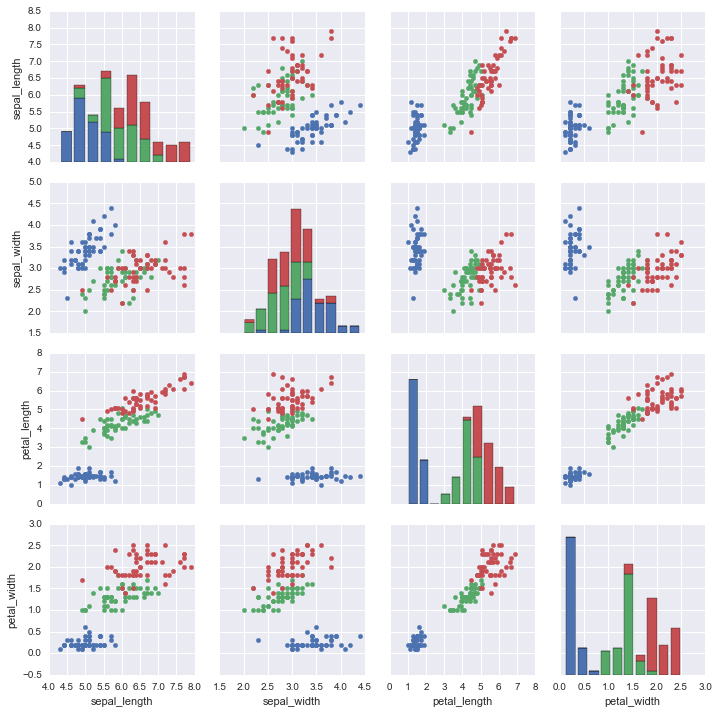 8.5
8.0
7.5
7.0
6.5
6.0
5.5
5.0
4.5
4.0
sepal_length
5.0
4.5
4.0
3.5
3.0
2.5
2.0
1.5
sepal_width
8
7
6
5
4
3
2
1
0
petal_length
3.0
2.5
2.0
1.5
1.0
0.5
0.0
−0.5
petal_width
4.0 4.5 5.0 5.5 6.0 6.5 7.0 7.5 8.0
sepal_length
1.5 2.0 2.5 3.0 3.5 4.0 4.5
sepal_width
0 1 2 3 4 5 6 7 8
petal_length
0.0 0.5 1.0 1.5 2.0 2.5 3.0
petal_width